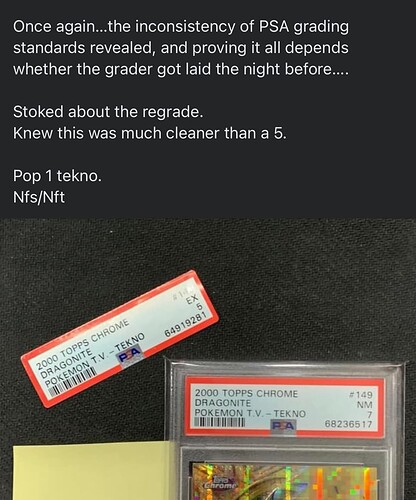 Once again...the inconsistency of PSA grading
standards revealed, and proving it all depends
whether the grader got laid the night before....
Stoked about the regrade.
Knew this was much cleaner than a 5.
Pop 1 tekno.
Nfs/Nft
2000 TOPPS CHROME
DRAGONITE EX
POKEMON T.V. - TEKNO 5
PSA 64919281
2000 TOPPS CHROME #149
DRAGONITE NM
POKEMON T.V. - TEKNO 7
PSA 68236517
Topps
Chrome